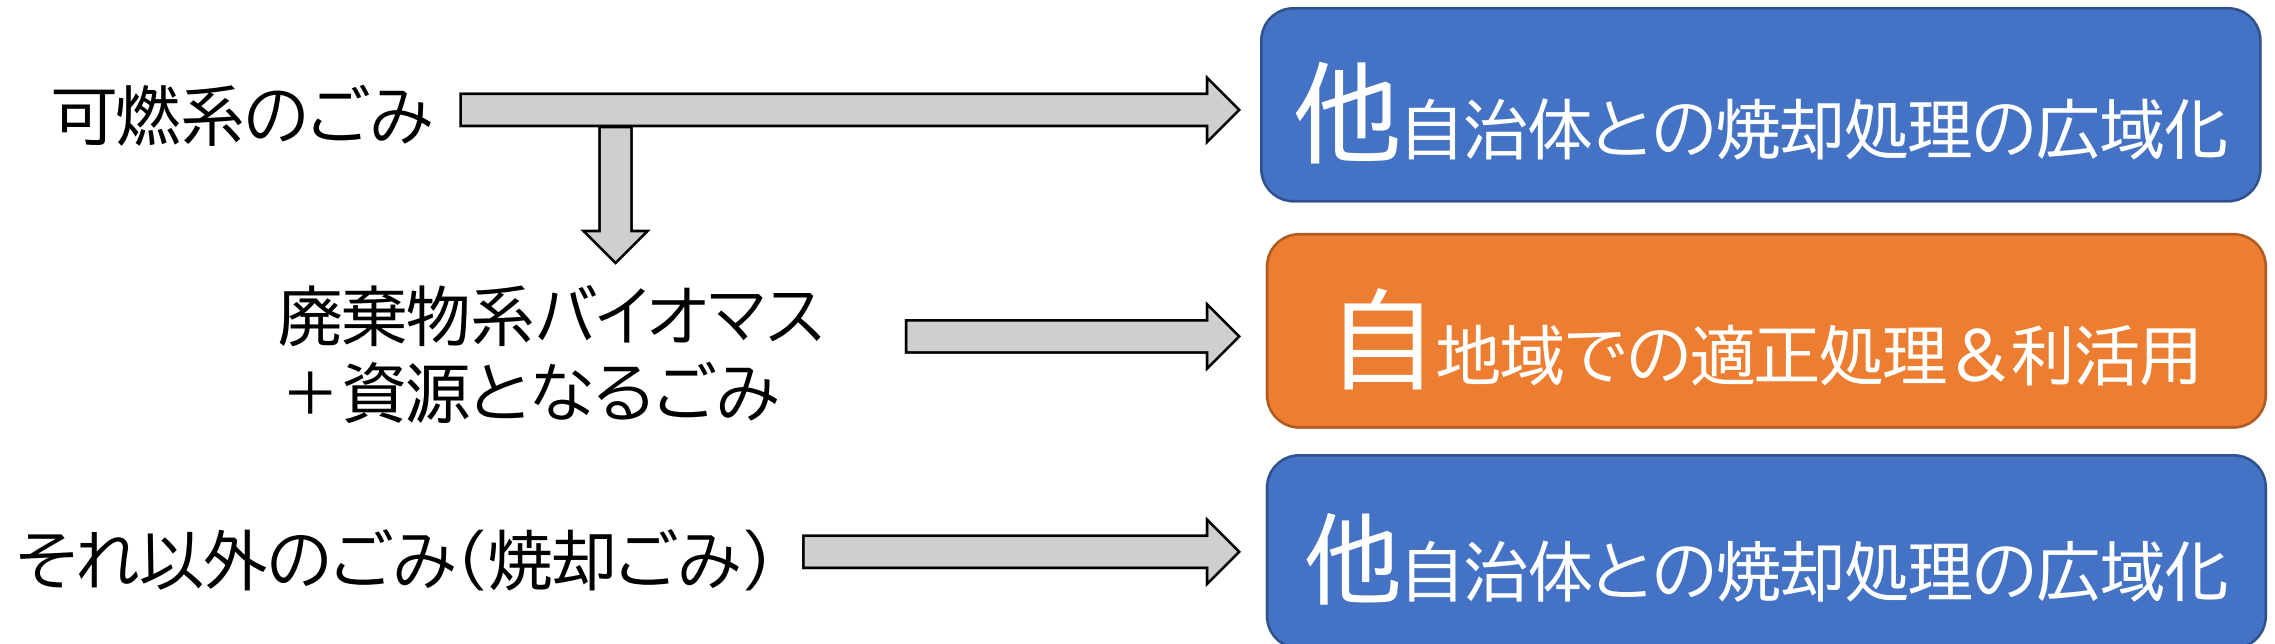 可燃系のごみ
他自治体との焼却処理の広域化
廃棄物系バイオマス
＋資源となるごみ
自地域での適正処理＆利活用
それ以外のごみ（焼却ごみ）
他自治体との焼却処理の広域化